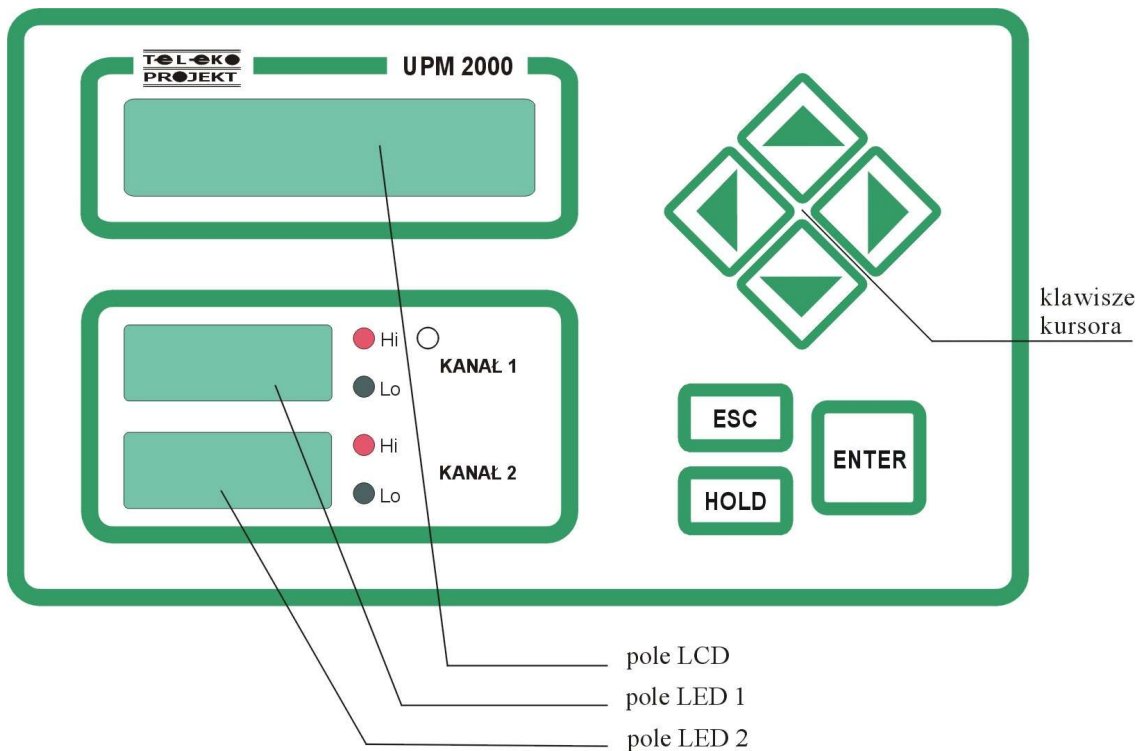 TEL-EKO
PROJEKT
UPM 2000
Hi
KANAŁ 1
Lo
Hi
KANAŁ 2
Lo
klawisze
kursora
ESC
HOLD
ENTER
pole LCD
pole LED 1
pole LED 2